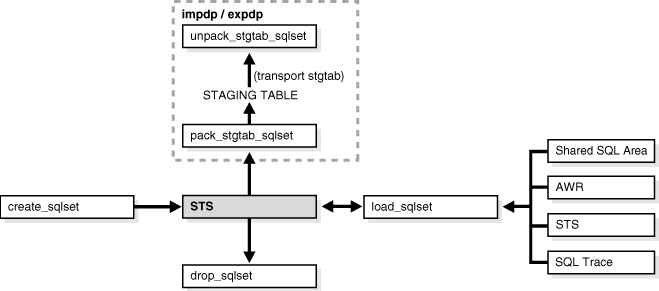 impdp / expdp
unpack_stgtab_sqlset
(transport stgtab)
STAGING TABLE
pack_stgtab_sqlset
Shared SQL Area
AWR
create_sqlset
STS
load_sqlset
STS
SQL Trace
drop_sqlset